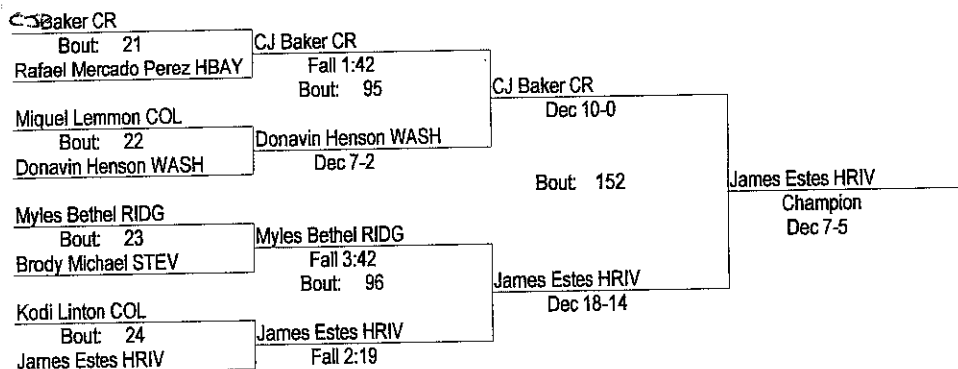 CJ Baker CR
Bout: 21
Rafael Mercado Perez HBAY
CJ Baker CR
Fall 1:42
Bout: 95
Miquel Lemmon COL
Bout: 22
Donavin Henson WASH
Donavin Henson WASH
Dec 7-2
CJ Baker CR
Dec 10-0
Bout: 152
Myles Bethel RIDG
Bout: 23
Brody Michael STEV
Myles Bethel RIDG
Fall 3:42
Bout: 96
Kodi Linton COL
Bout: 24
James Estes HRIV
James Estes HRIV
Fall 2:19
James Estes HRIV
Dec 18-14
James Estes HRIV
Champion
Dec 7-5